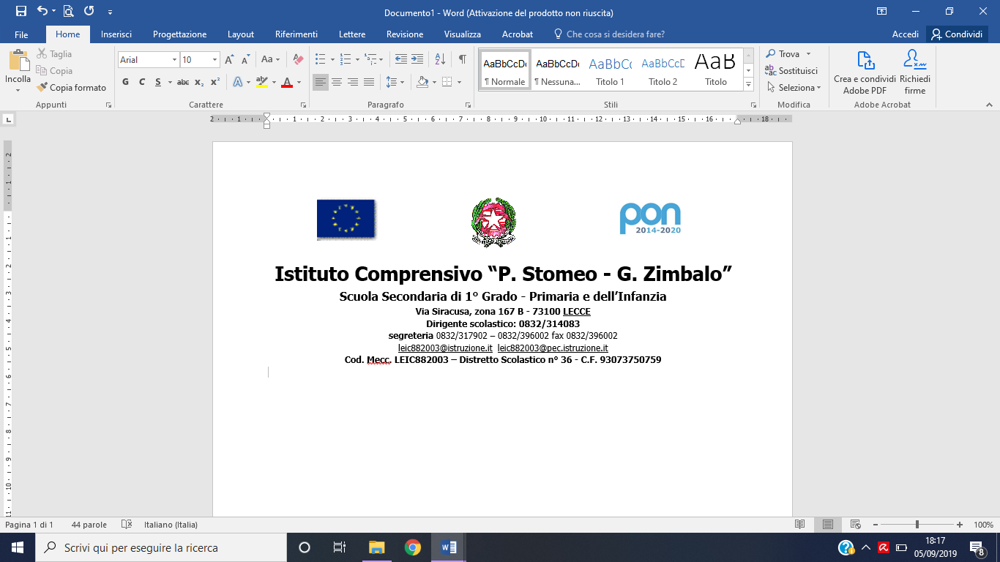 Documento1 - Word (Attivazione del prodotto non riuscita)
File Home Inserisci Progettazione Layout Riferimenti Lettere Revisione Visualizza Acrobat Che cosa si desidera fare? Accedi Condividi
Incolla
Taglia
Copia
Copia formato
Appunti
Arial 10
G C S abc x₂ x²
Carattere
Paragrafo
AaBbCcDc AaBbCcDc AaBbCc AaBbCcD AaB
¶ Normale ¶ Nessuna... Titolo 1 Titolo 2 Titolo
Stili
Trova
Sostituisci
Seleziona
Modifica
Crea e condividi
Adobe PDF
Richiedi
firme
Adobe Acrobat
2 1 1 2 3 4 5 6 7 8 9 10 11 12 13 14 15 16 18
pon
2014-2020
Istituto Comprensivo “P. Stomeo - G. Zimbalo”
Scuola Secondaria di 1° Grado - Primaria e dell’Infanzia
Via Siracusa, zona 167 B - 73100 LECCE
Dirigente scolastico: 0832/314083
segreteria 0832/317902 – 0832/396002 fax 0832/396002
leic882003@istruzione.it leic882003@pec.istruzione.it
Cod. Mecc. LEIC882003 – Distretto Scolastico n° 36 - C.F. 93073750759
Pagina 1 di 1 44 parole Italiano (Italia) 100%
Scrivi qui per eseguire la ricerca
18:17
05/09/2019
8